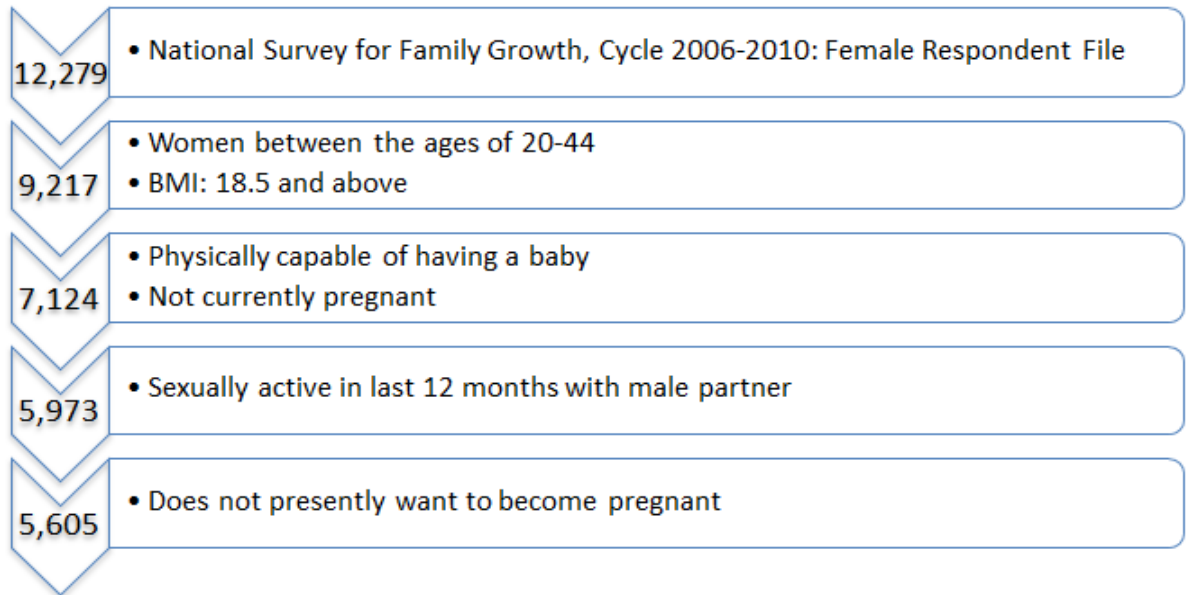 12,279
• National Survey for Family Growth, Cycle 2006-2010: Female Respondent File
9,217
• Women between the ages of 20-44
• BMI: 18.5 and above
7,124
• Physically capable of having a baby
• Not currently pregnant
5,973
• Sexually active in last 12 months with male partner
5,605
• Does not presently want to become pregnant